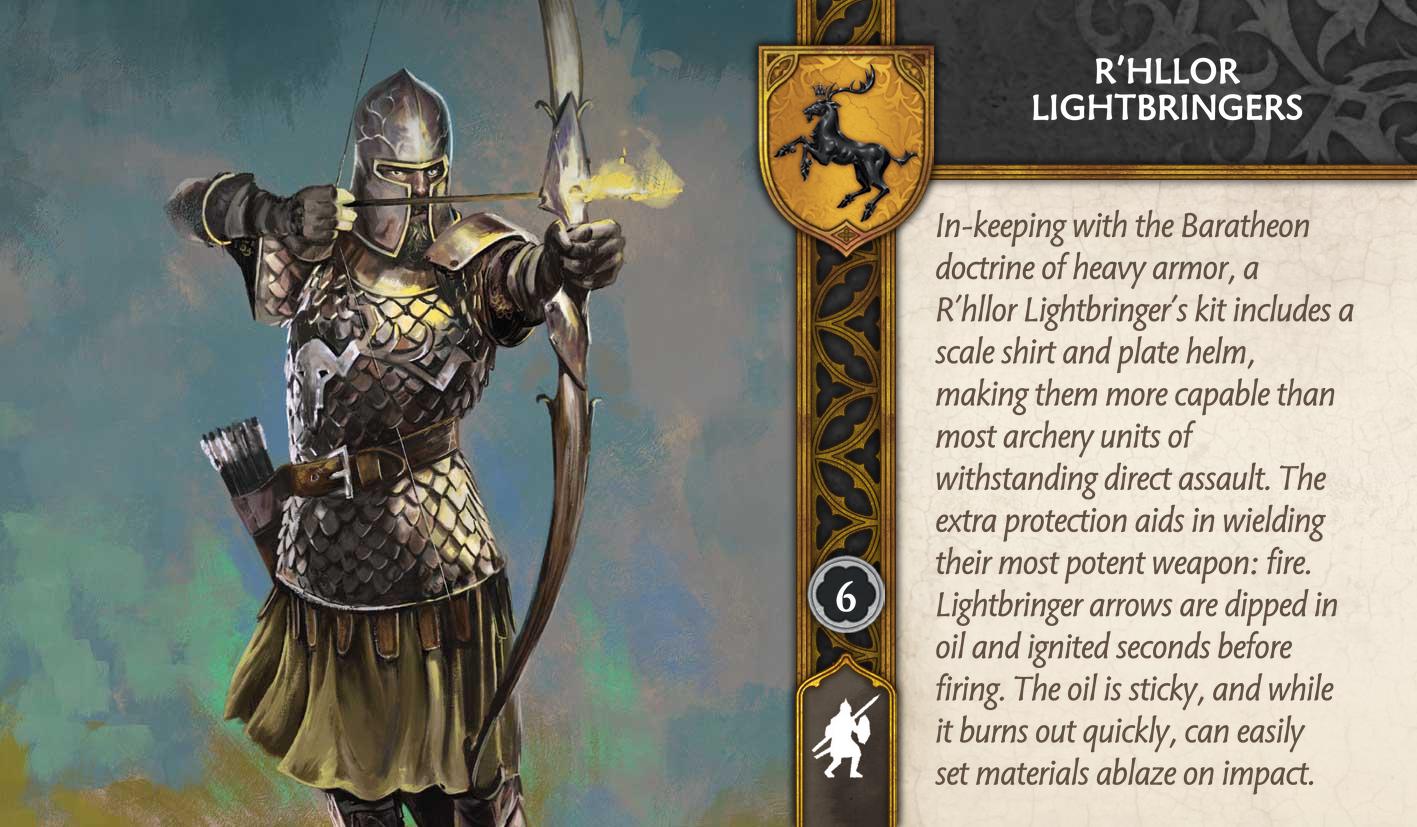 R'HLLOR
LIGHTBRINGERS
In-keeping with the Baratheon
doctrine of heavy armor, a
R'hllor Lightbringer's kit includes a
scale shirt and plate helm,
making them more capable than
most archery units of
withstanding direct assault. The
extra protection aids in wielding
their most potent weapon: fire.
Lightbringer arrows are dipped in
oil and ignited seconds before
firing. The oil is sticky, and while
it burns out quickly, can easily
set materials ablaze on impact.
6